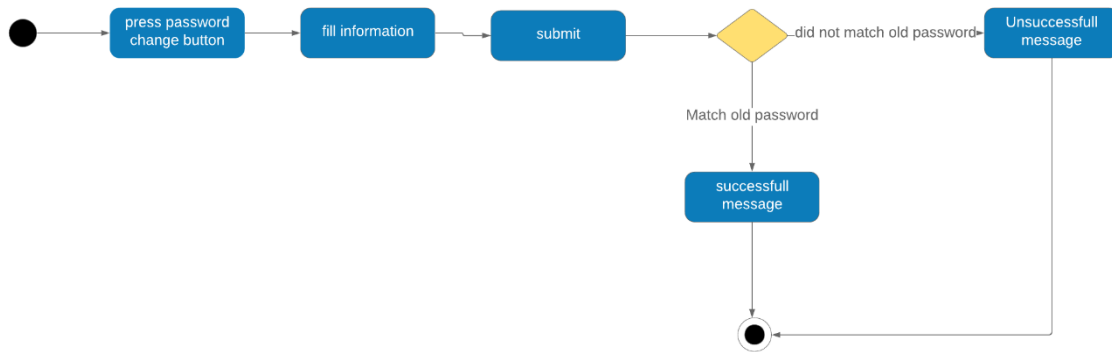 press password
change button
fill information
submit
did not match old password
Unsuccessfull
message
Match old password
successfull
message